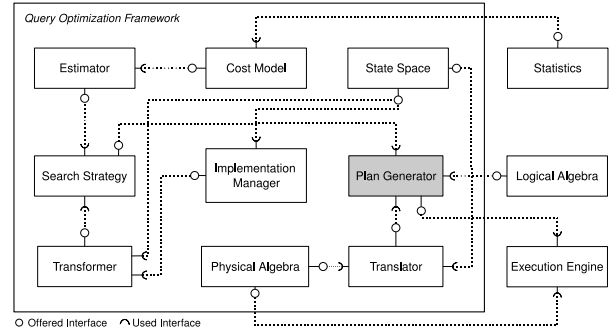 Query Optimization Framework
Estimator
Cost Model
State Space
Statistics
Search Strategy
Implementation
Manager
Plan Generator
Logical Algebra
Transformer
Physical Algebra
Translator
Execution Engine
Offered Interface
Used Interface